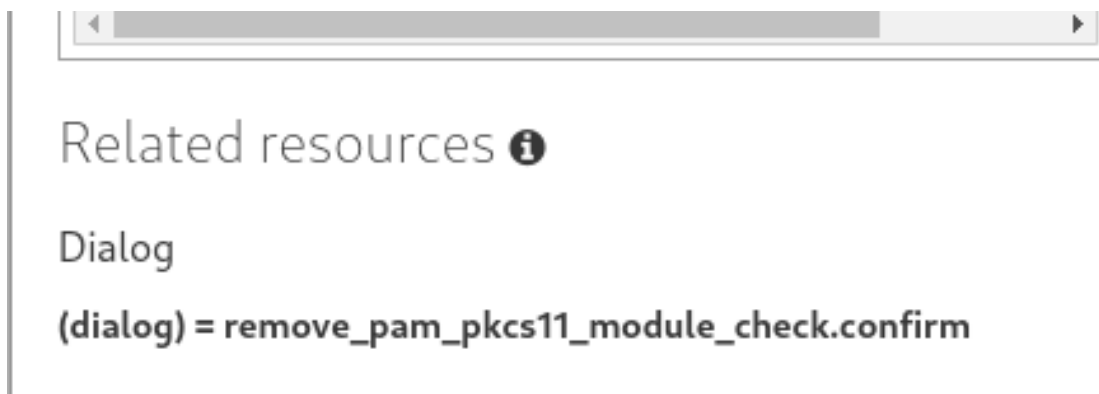 Related resources
Dialog
(dialog) = remove_pam_pkcs11_module_check.confirm